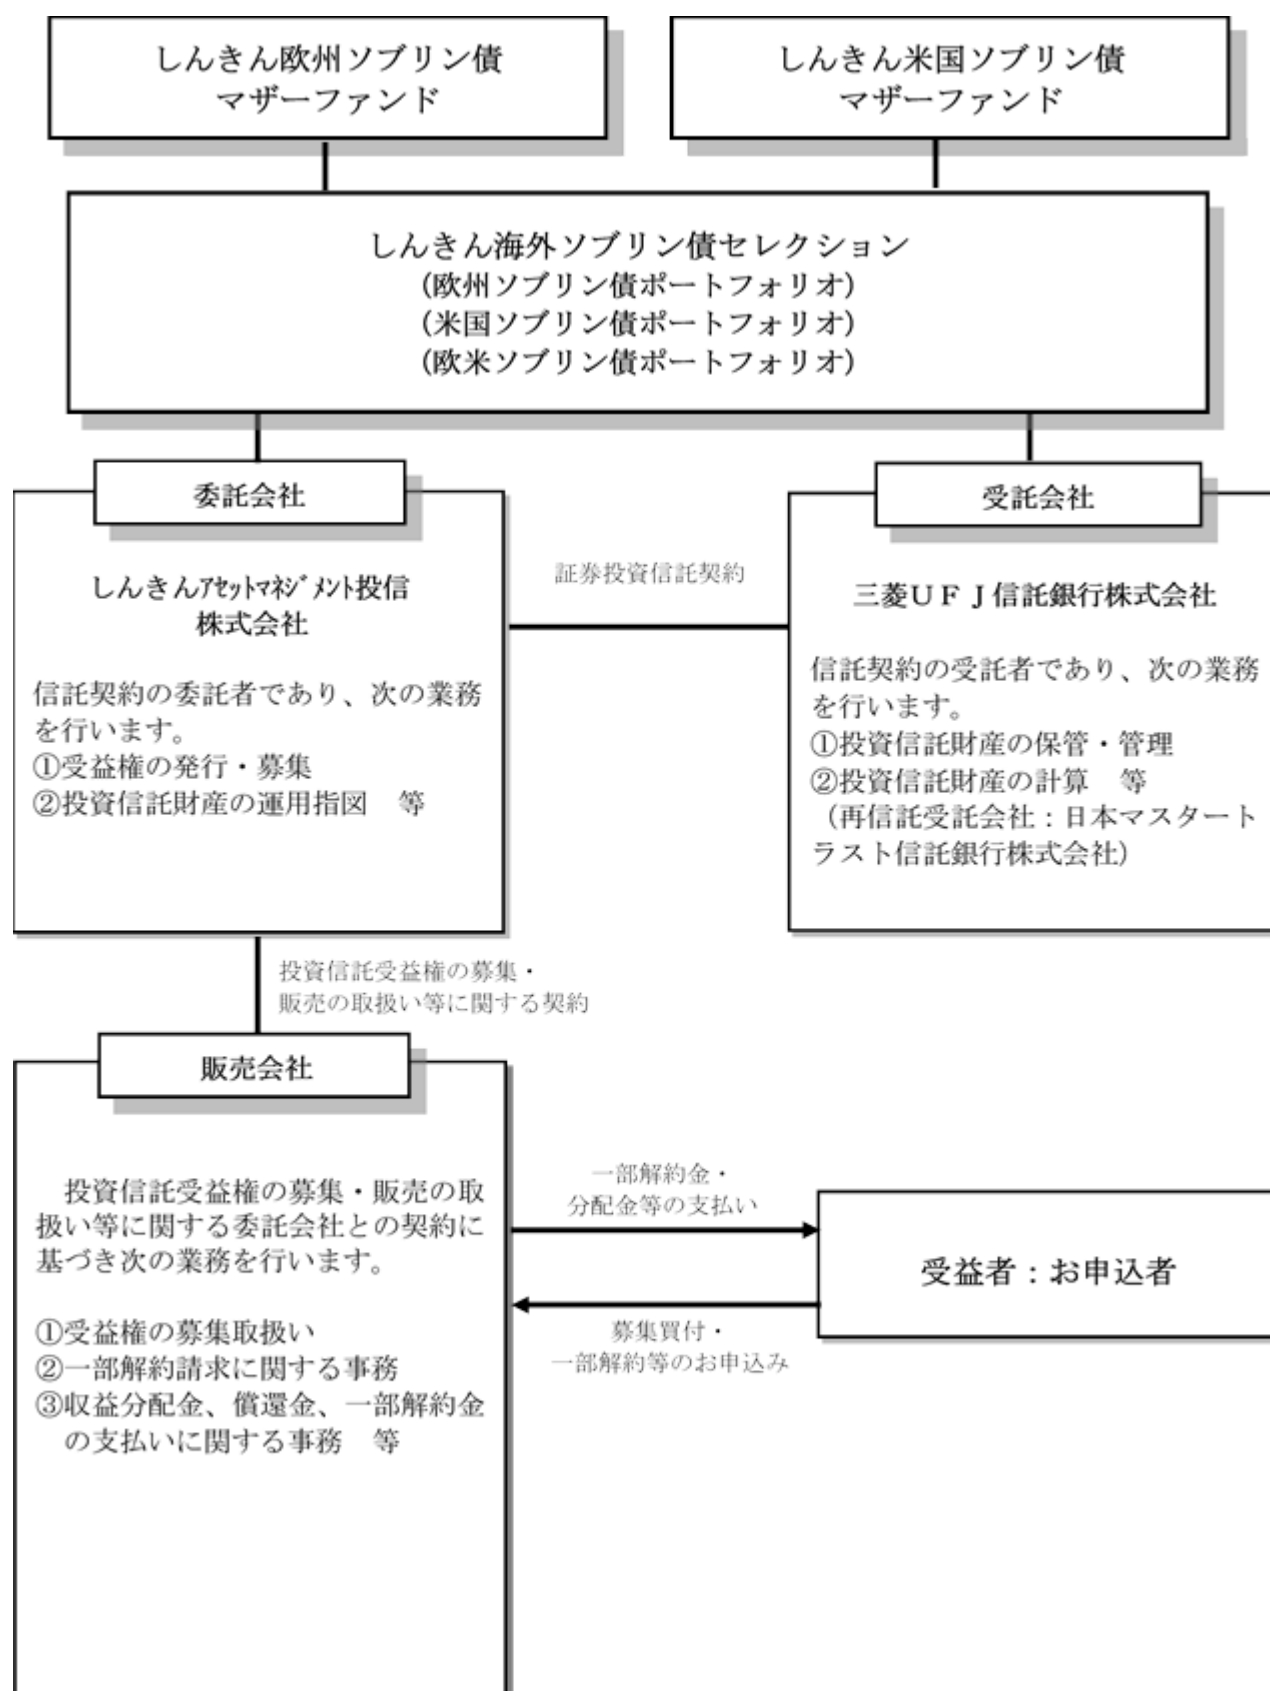 しんきん欧州ソブリン債
マザーファンド
しんきん米国ソブリン債
マザーファンド
しんきん海外ソブリン債セレクション
(欧州ソブリン債ポートフォリオ)
(米国ソブリン債ポートフォリオ)
(欧米ソブリン債ポートフォリオ)
委託会社
しんきんｱｾｯﾄﾏﾈｼﾞﾒﾝﾄ投信
株式会社
信託契約の委託者であり、次の業務
を行います。
①受益権の発行・募集
②投資信託財産の運用指図　等
証券投資信託契約
受託会社
三菱ＵＦＪ信託銀行株式会社
信託契約の受託者であり、次の業務
を行います。
①投資信託財産の保管・管理
②投資信託財産の計算　等
（再信託受託会社：日本マスタート
ラスト信託銀行株式会社）
投資信託受益権の募集・
販売の取扱い等に関する契約
販売会社
投資信託受益権の募集・販売の取
扱い等に関する委託会社との契約に
基づき次の業務を行います。
①受益権の募集取扱い
②一部解約請求に関する事務
③収益分配金、償還金、一部解約金
の支払いに関する事務　等
一部解約金・
分配金等の支払い
受益者：お申込者
募集買付・
一部解約等のお申込み